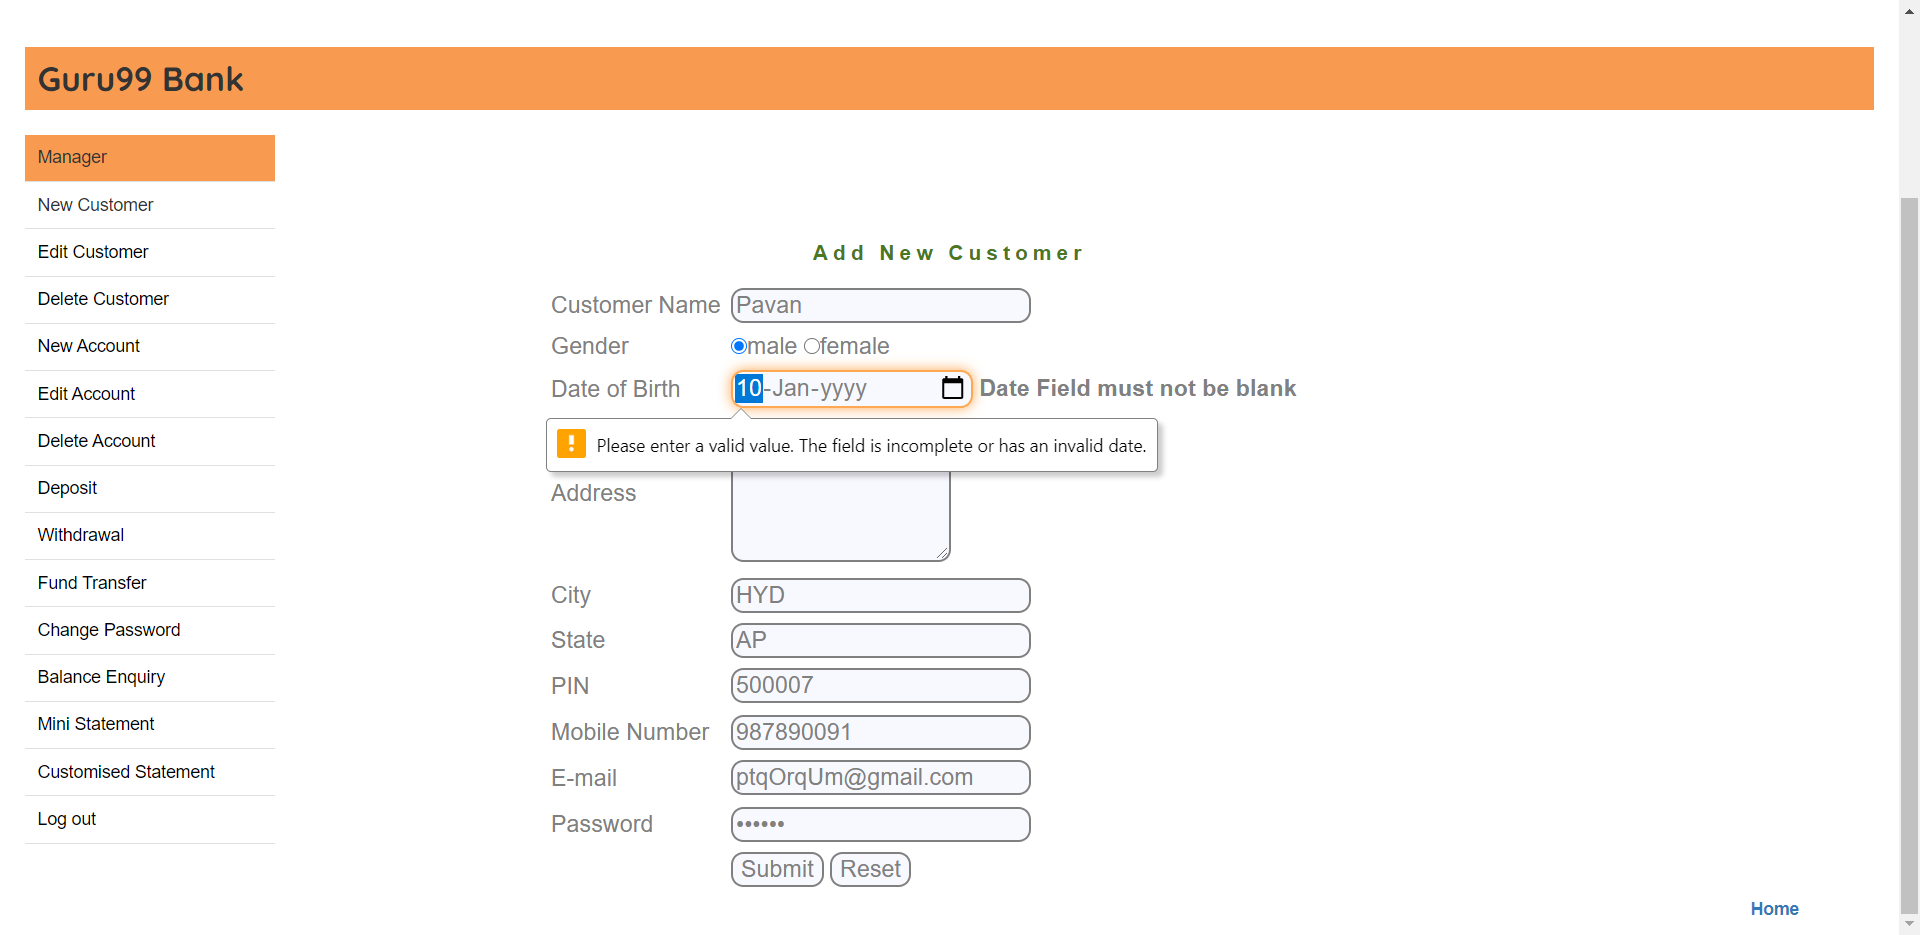 Guru99 Bank
Manager
New Customer
Edit Customer
Delete Customer
New Account
Edit Account
Delete Account
Deposit
Withdrawal
Fund Transfer
Change Password
Balance Enquiry
Mini Statement
Customised Statement
Log out
Add New Customer
Customer Name Pavan
Gender male female
Date of Birth 10-Jan-yyyy Date Field must not be blank
Please enter a valid value. The field is incomplete or has an invalid date.
Address
City HYD
State AP
PIN 500007
Mobile Number 987890091
E-mail ptqOrqUm@gmail.com
Password ••••••
Submit Reset
Home